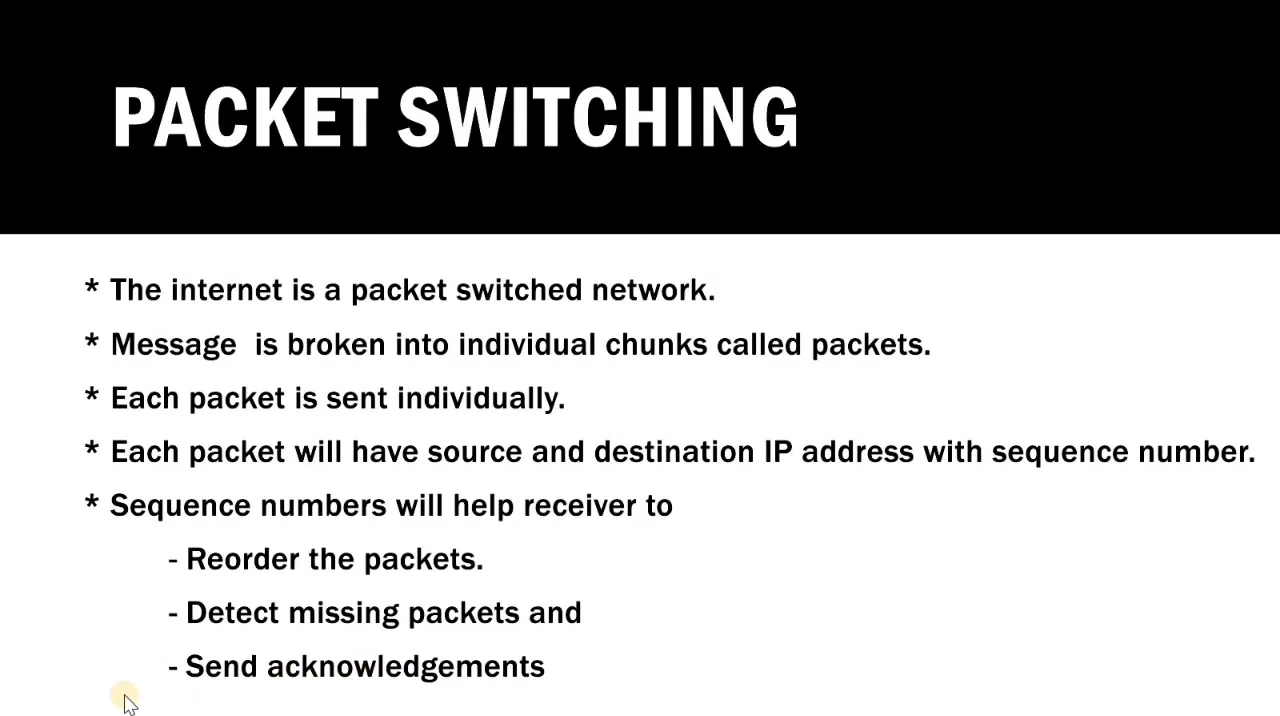 PACKET SWITCHING
* The internet is a packet switched network.
* Message  is broken into individual chunks called packets.
* Each packet is sent individually.
* Each packet will have source and destination IP address with sequence number.
* Sequence numbers will help receiver to
- Reorder the packets.
- Detect missing packets and
- Send acknowledgements